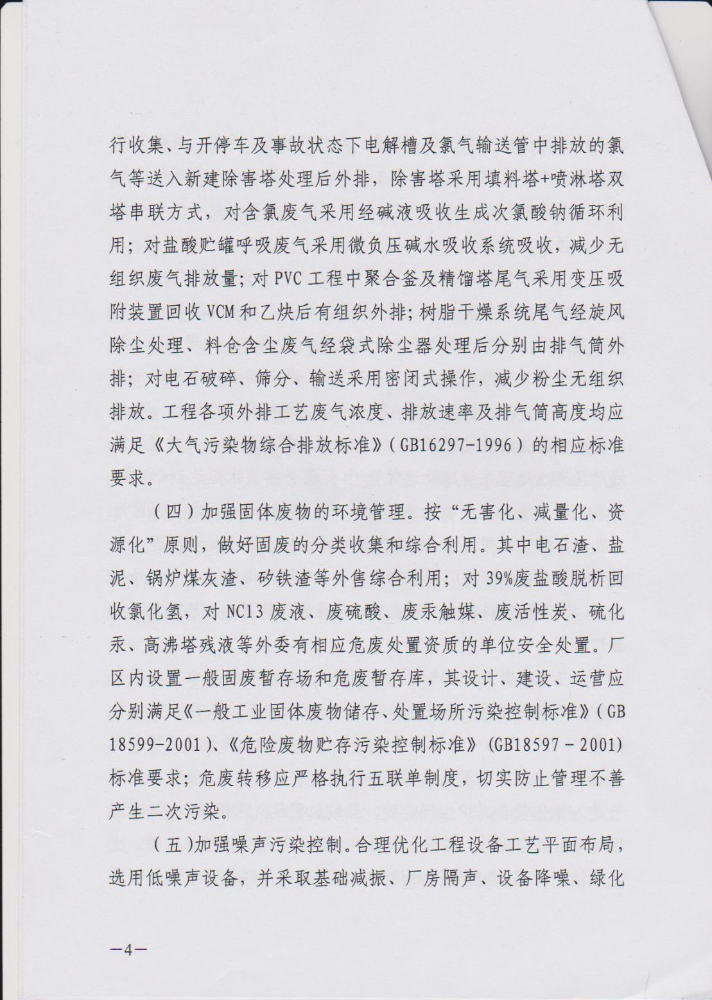 行收集、与开停车及事故状态下电解槽及氯气输送管中排放的氯
气等送入新建除害塔处理后外排，除害塔采用填料塔+喷淋塔双
塔串联方式，对含氯废气采用经碱液吸收生成次氯酸钠循环利
用；对盐酸贮罐呼吸废气采用微负压碱水吸收系统吸收，减少无
组织废气排放量；对 PVC 工程中聚合釜及精馏塔尾气采用变压吸
附装置回收 VCM 和乙炔后有组织外排；树脂干燥系统尾气经旋风
除尘处理、料仓含尘废气经袋式除尘器处理后分别由排气筒外
排；对电石破碎、筛分、输送采用密闭式操作，减少粉尘无组织
排放。工程各项外排工艺废气浓度、排放速率及排气筒高度均应
满足《大气污染物综合排放标准》（GB16297-1996）的相应标准
要求。
（四）加强固体废物的环境管理。按“无害化、减量化、资
源化”原则，做好固废的分类收集和综合利用。其中电石渣、盐
泥、锅炉煤灰渣、矽铁渣等外售综合利用；对 39%废盐酸脱析回
收氯化氢，对 NC13 废液、废硫酸、废汞触媒、废活性炭、硫化
汞、高沸塔残液等外委有相应危废处置资质的单位安全处置。厂
区内设置一般固废暂存场和危废暂存库，其设计、建设、运营应
分别满足《一般工业固体废物储存、处置场所污染控制标准》（GB
18599-2001）、《危险废物贮存污染控制标准》(GB18597－2001)
标准要求；危废转移应严格执行五联单制度，切实防止管理不善
产生二次污染。
（五）加强噪声污染控制。合理优化工程设备工艺平面布局，
选用低噪声设备，并采取基础减振、厂房隔声、设备降噪、绿化
—4—